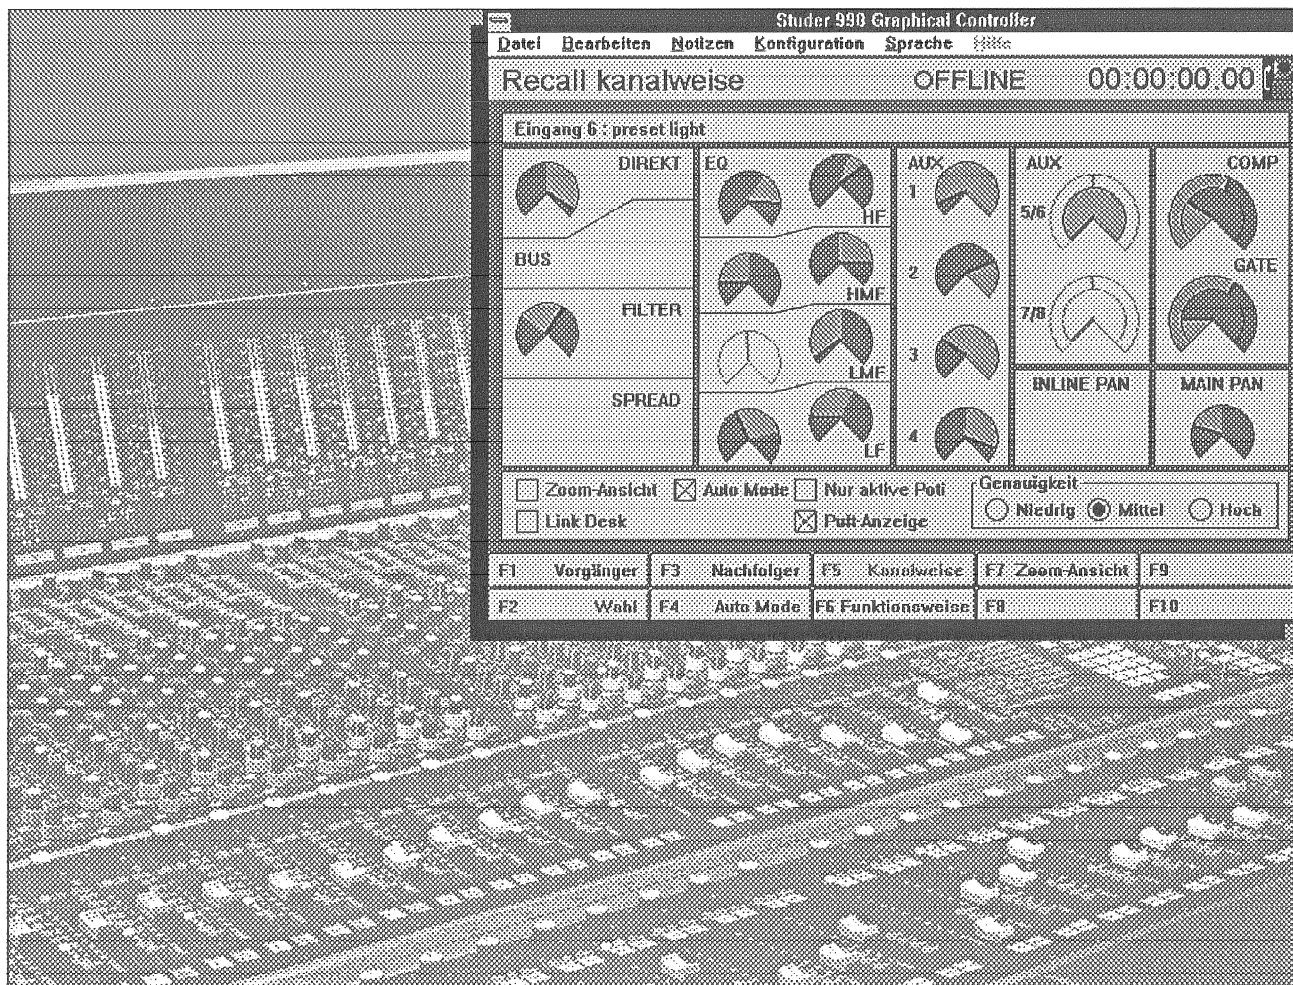 Studer 990 Graphical Controller
Datei Bearbeiten Notizen Konfiguration Sprache Hilfe
Recall kanalweise OFFLINE 00:00:00.00
Eingang 6 : preset light
DIREKT
BUS
FILTER
SPREAD
EQ
HF
HMF
LMF
LF
AUX
1
2
3
4
AUX
5/6
7/8
INLINE PAN
COMP
GATE
MAIN PAN
Zoom-Ansicht Auto Mode Nur aktive Poti
Link Desk Pult-Anzeige
Genauigkeit
Niedrig Mittel Hoch
F1 Vorgänger F3 Nachfolger F5 Kanalweise F7 Zoom-Ansicht F9
F2 Wahl F4 Auto Mode F6 Funktionsweise F8 F10